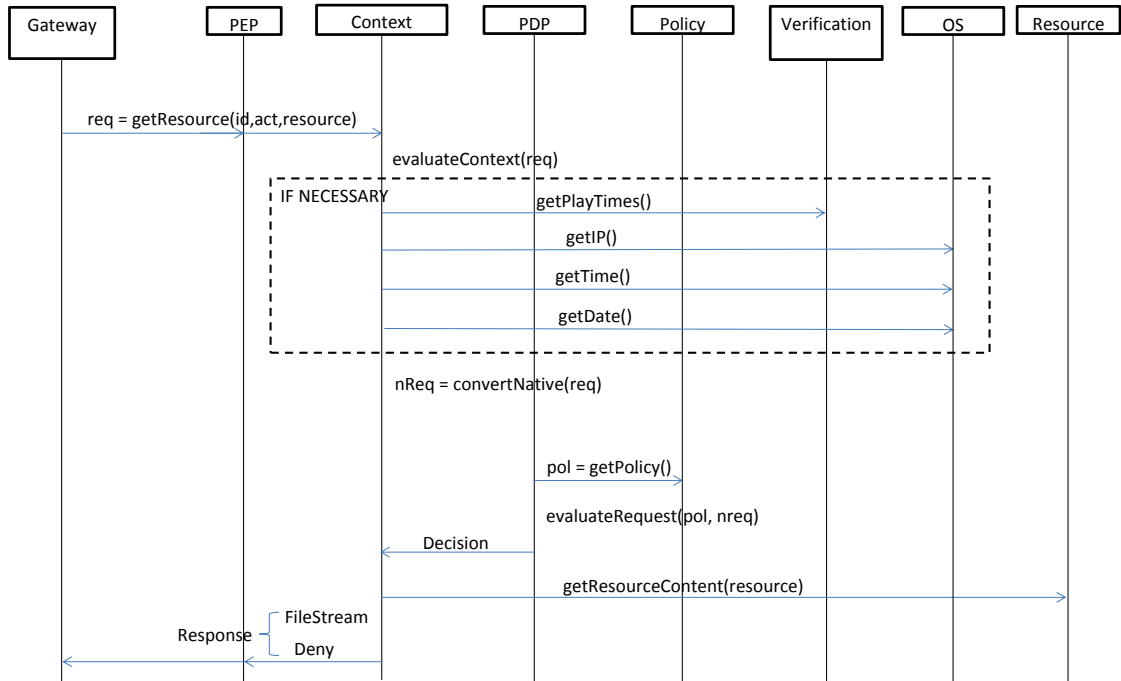 Gateway
PEP
Context
PDP
Policy
Verification
OS
Resource
req = getResource(id,act,resource)
evaluateContext(req)
IF NECESSARY
getPlayTimes()
getIP()
getTime()
getDate()
nReq = convertNative(req)
pol = getPolicy()
evaluateRequest(pol, nreq)
Decision
getResourceContent(resource)
FileStream
Response
Deny